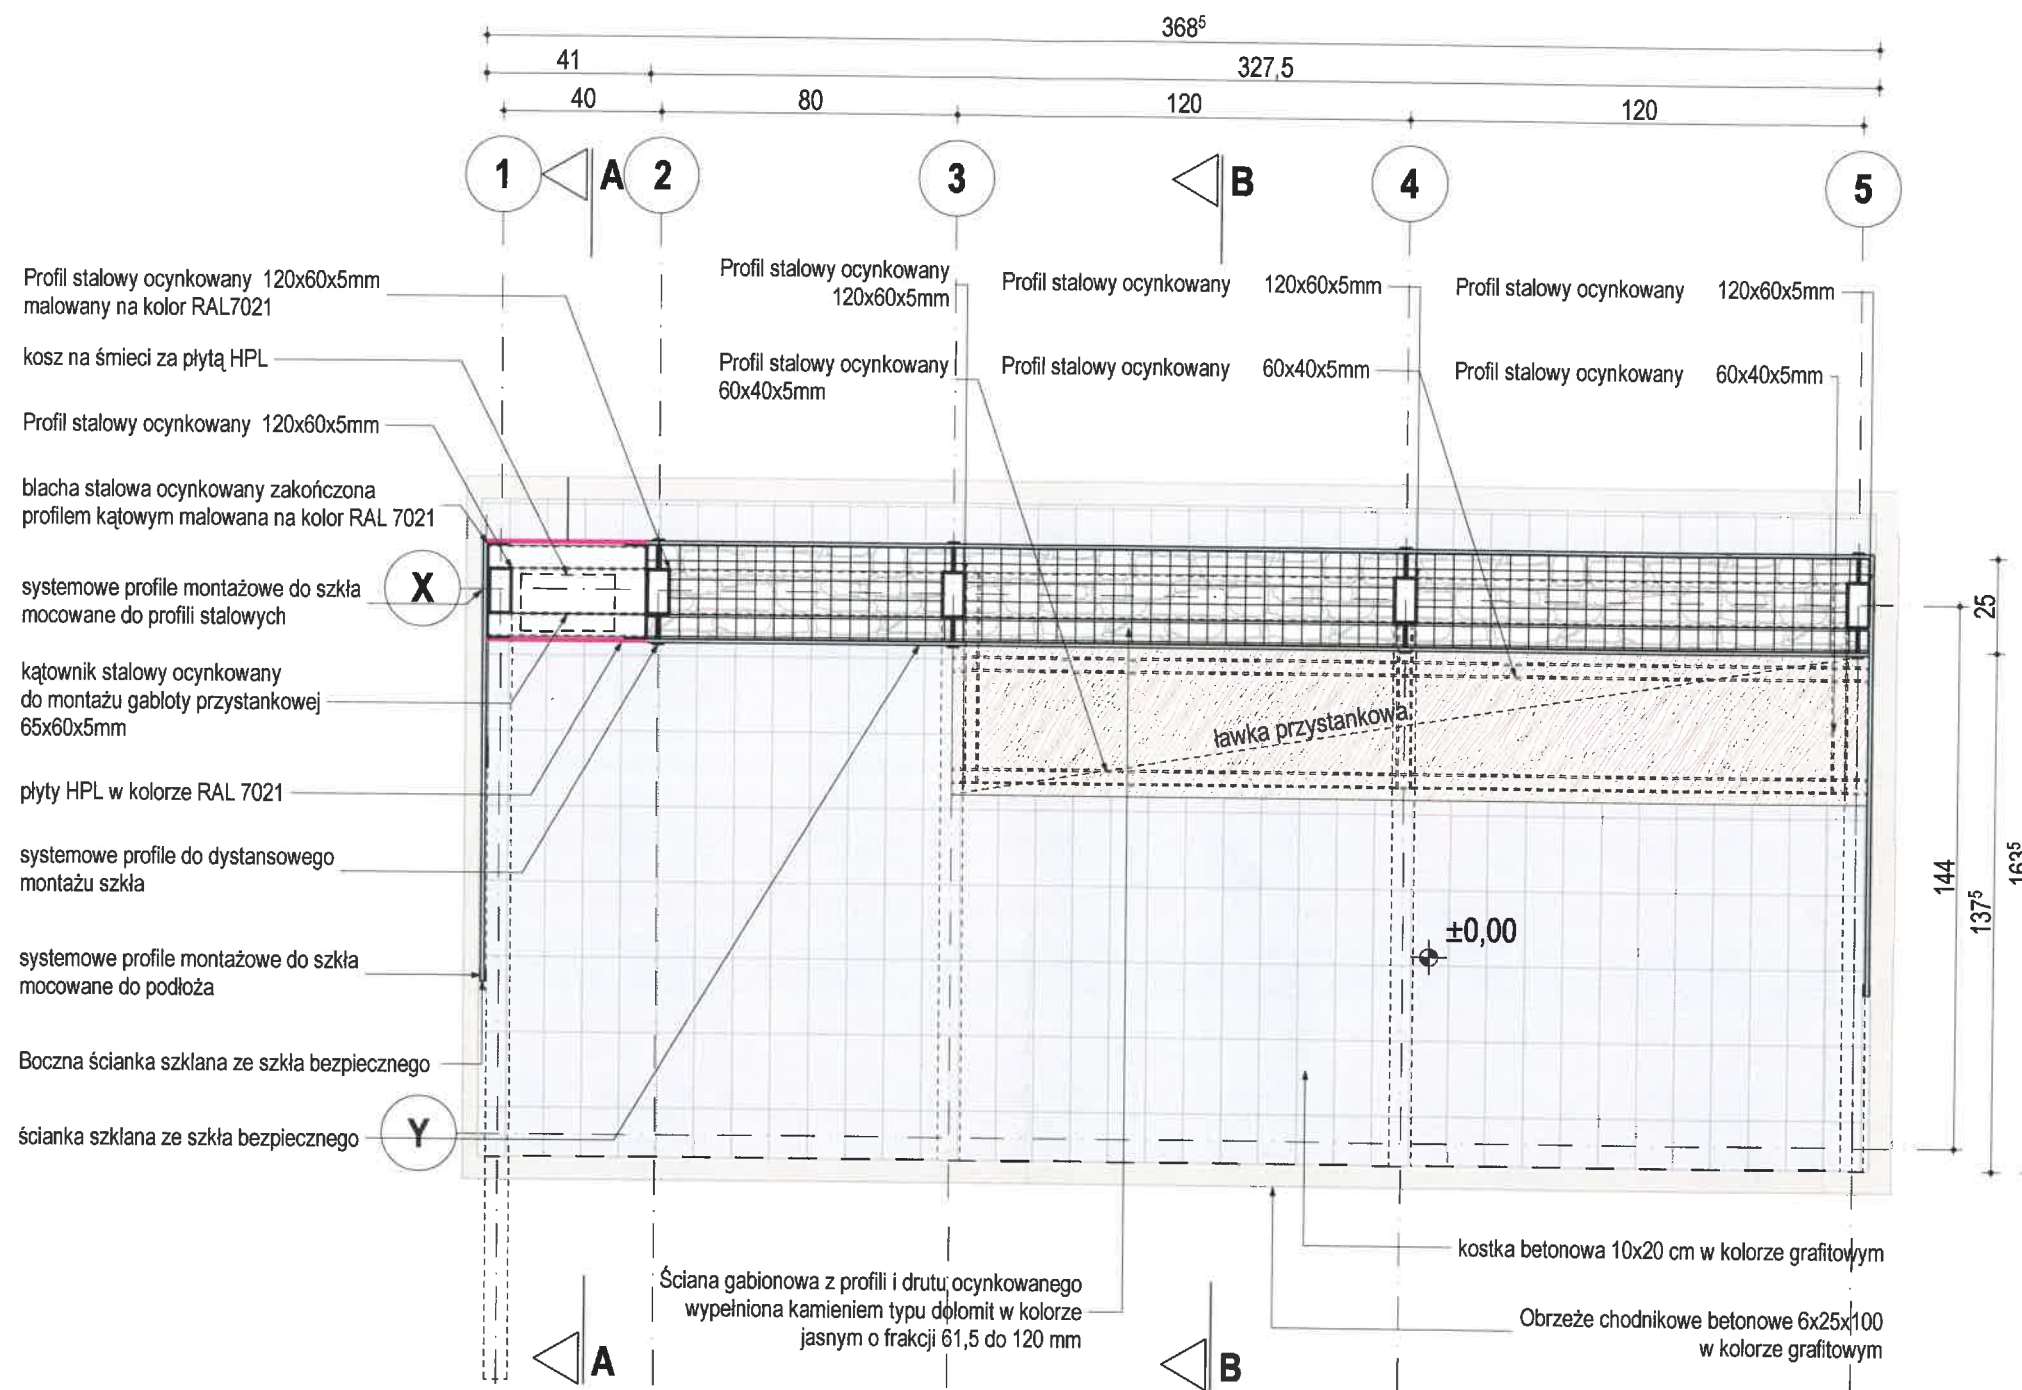 368⁵
41
327,5
40
80
120
120
1
A
2
3
B
4
5
Profil stalowy ocynkowany 120x60x5mm
malowany na kolor RAL7021
kosz na śmieci za płytą HPL
Profil stalowy ocynkowany 120x60x5mm
blacha stalowa ocynkowany zakończona
profilem kątowym malowana na kolor RAL 7021
X
systemowe profile montażowe do szkła
mocowane do profili stalowych
kątownik stalowy ocynkowany
do montażu gabloty przystankowej
65x60x5mm
płyty HPL w kolorze RAL 7021
systemowe profile do dystansowego
montażu szkła
systemowe profile montażowe do szkła
mocowane do podłoża
Boczna ścianka szklana ze szkła bezpiecznego
Y
ścianka szklana ze szkła bezpiecznego
Profil stalowy ocynkowany
120x60x5mm
Profil stalowy ocynkowany 120x60x5mm
Profil stalowy ocynkowany 120x60x5mm
Profil stalowy ocynkowany
60x40x5mm
Profil stalowy ocynkowany 60x40x5mm
Profil stalowy ocynkowany 60x40x5mm
ławka przystankowa
±0,00
25
144
137⁵
163⁵
kostka betonowa 10x20 cm w kolorze grafitowym
Ściana gabionowa z profili i drutu ocynkowanego
wypełniona kamieniem typu dolomit w kolorze
jasnym o frakcji 61,5 do 120 mm
Obrzeże chodnikowe betonowe 6x25x100
w kolorze grafitowym
A
B